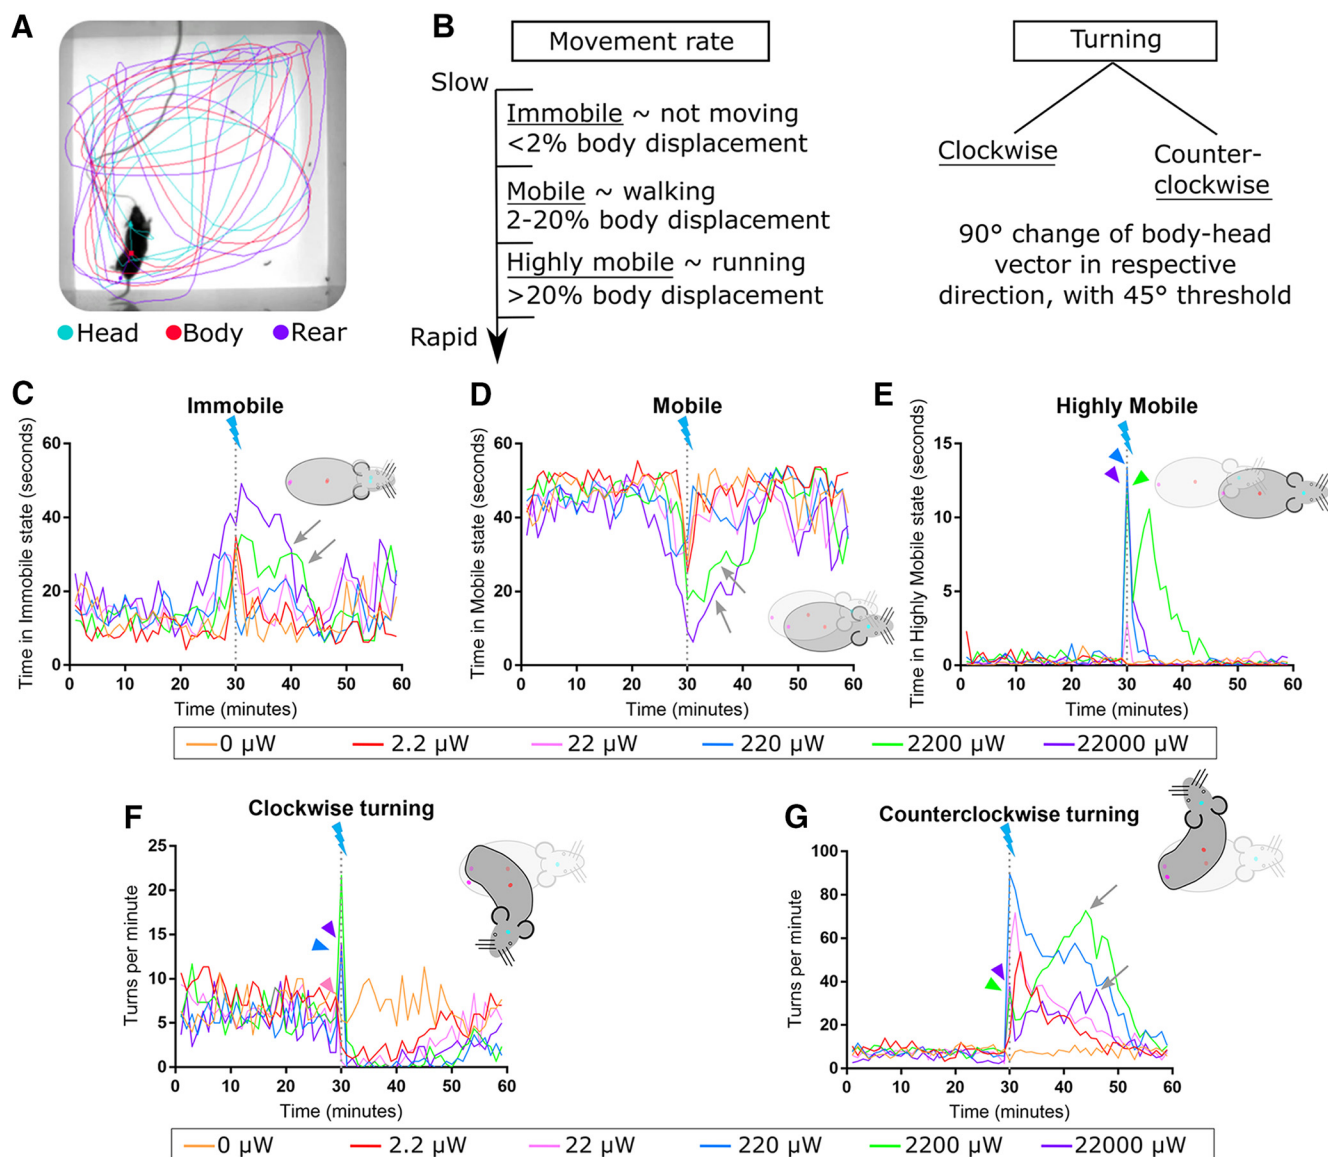 A
Head Body Rear
B
Movement rate
Slow
Immobile ~ not moving
<2% body displacement
Mobile ~ walking
2-20% body displacement
Highly mobile ~ running
>20% body displacement
Rapid
Turning
Clockwise
Counter-
clockwise
90° change of body-head
vector in respective
direction, with 45° threshold
C
Immobile
Time in Immobile state (seconds)
60
40
20
0
0 10 20 30 40 50 60
Time (minutes)
D
Mobile
Time in Mobile state (seconds)
60
40
20
0
0 10 20 30 40 50 60
Time (minutes)
E
Highly Mobile
Time in Highly Mobile state (seconds)
15
10
5
0
0 10 20 30 40 50 60
Time (minutes)
0 µW 2.2 µW 22 µW 220 µW 2200 µW 22000 µW
F
Clockwise turning
Turns per minute
25
20
15
10
5
0
0 10 20 30 40 50 60
Time (minutes)
G
Counterclockwise turning
Turns per minute
100
80
60
40
20
0
0 10 20 30 40 50 60
Time (minutes)
0 µW 2.2 µW 22 µW 220 µW 2200 µW 22000 µW